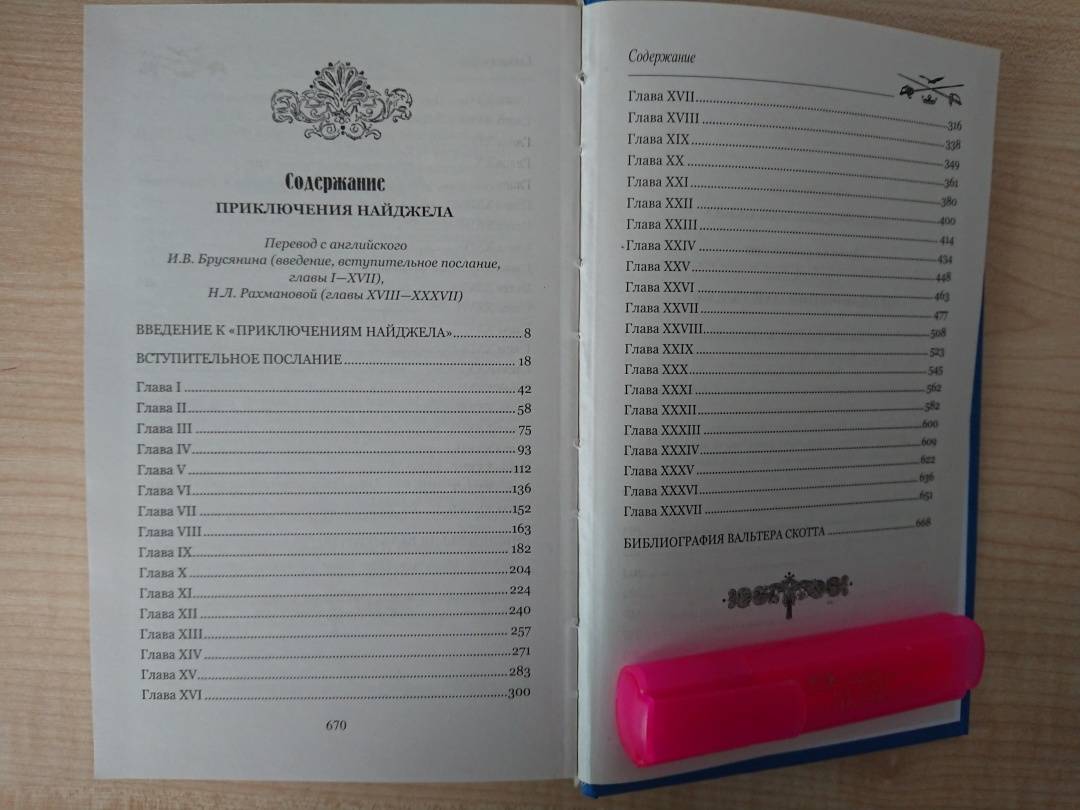 Содержание
ПРИКЛЮЧЕНИЯ НАЙДЖЕЛА
Перевод с английского
И.В. Брусянина (введение, вступительное послание,
главы I—XVII),
Н.Л. Рахмановой (главы XVIII—XXXVII)
ВВЕДЕНИЕ К «ПРИКЛЮЧЕНИЯМ НАЙДЖЕЛА»..................8
ВСТУПИТЕЛЬНОЕ ПОСЛАНИЕ..................18
Глава I..................42
Глава II..................58
Глава III..................75
Глава IV..................93
Глава V..................112
Глава VI..................136
Глава VII..................152
Глава VIII..................163
Глава IX..................182
Глава X..................204
Глава XI..................224
Глава XII..................240
Глава XIII..................257
Глава XIV..................271
Глава XV..................283
Глава XVI..................300
670
Содержание
Глава XVII..................316
Глава XVIII..................338
Глава XIX..................349
Глава XX..................361
Глава XXI..................380
Глава XXII..................400
Глава XXIII..................414
Глава XXIV..................434
Глава XXV..................448
Глава XXVI..................463
Глава XXVII..................477
Глава XXVIII..................508
Глава XXIX..................523
Глава XXX..................545
Глава XXXI..................562
Глава XXXII..................582
Глава XXXIII..................600
Глава XXXIV..................609
Глава XXXV..................622
Глава XXXVI..................636
Глава XXXVII..................651
БИБЛИОГРАФИЯ ВАЛЬТЕРА СКОТТА..................668